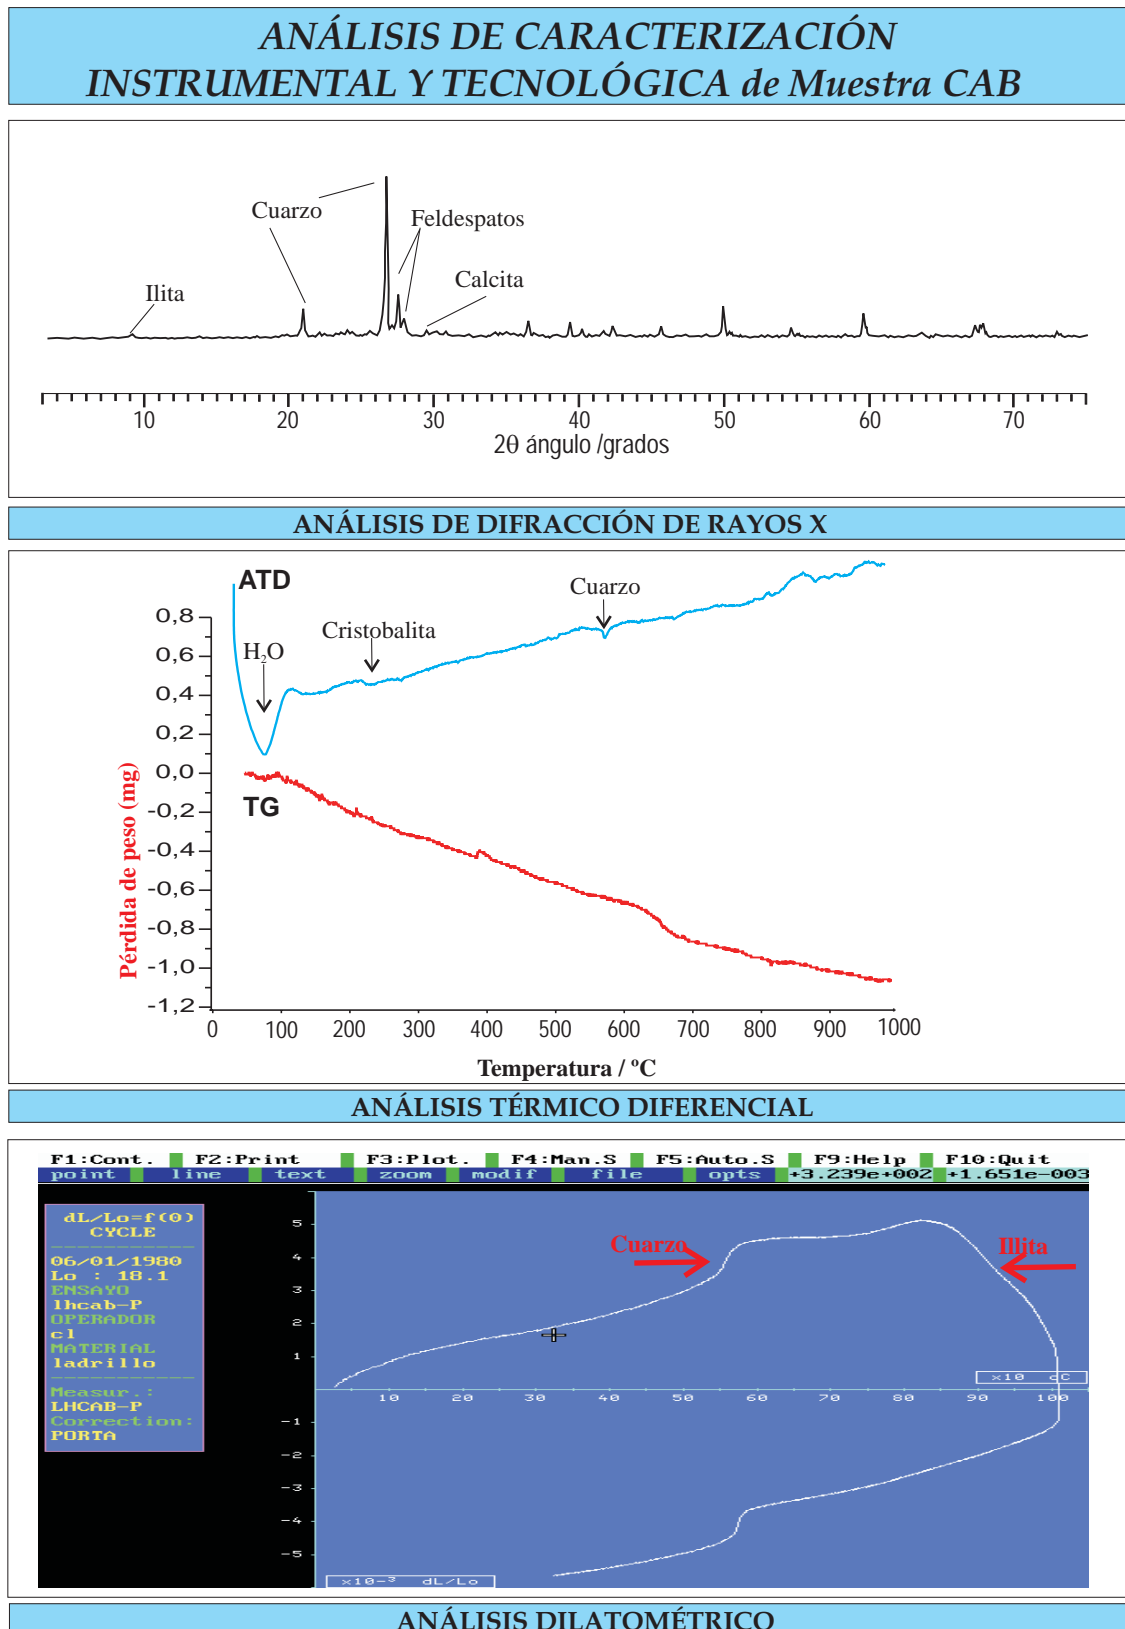 ANÁLISIS DE CARACTERIZACIÓN
INSTRUMENTAL Y TECNOLÓGICA de Muestra CAB
Cuarzo
Feldespatos
Calcita
Ilita
10 20 30 40 50 60 70
2θ ángulo /grados
ANÁLISIS DE DIFRACCIÓN DE RAYOS X
ATD
Cuarzo
Cristobalita
H₂O
0,8
0,6
0,4
0,2
0,0
-0,2
-0,4
-0,6
-0,8
-1,0
-1,2
Pérdida de peso (mg)
TG
0 100 200 300 400 500 600 700 800 900 1000
Temperatura / ºC
ANÁLISIS TÉRMICO DIFERENCIAL
F1:Cont. F2:Print F3:Plot. F4:Man.S F5:Auto.S F9:Help F10:Quit
point line text zoom modif file opts +3.239e+002 +1.651e-003
dL/Lo=f(0)
CYCLE
06/01/1980
Lo : 18.1
ENSAYO
lhcab-P
OPERADOR
cl
MATERIAL
ladrillo
Measur.:
LHCAB-P
Correction:
PORTA
5
4
3
2
1
-1
-2
-3
-4
-5
Cuarzo
Illita
x10 dC
10 20 30 40 50 60 70 80 90 100
x10-3 dL/Lo
ANÁLISIS DILATOMÉTRICO